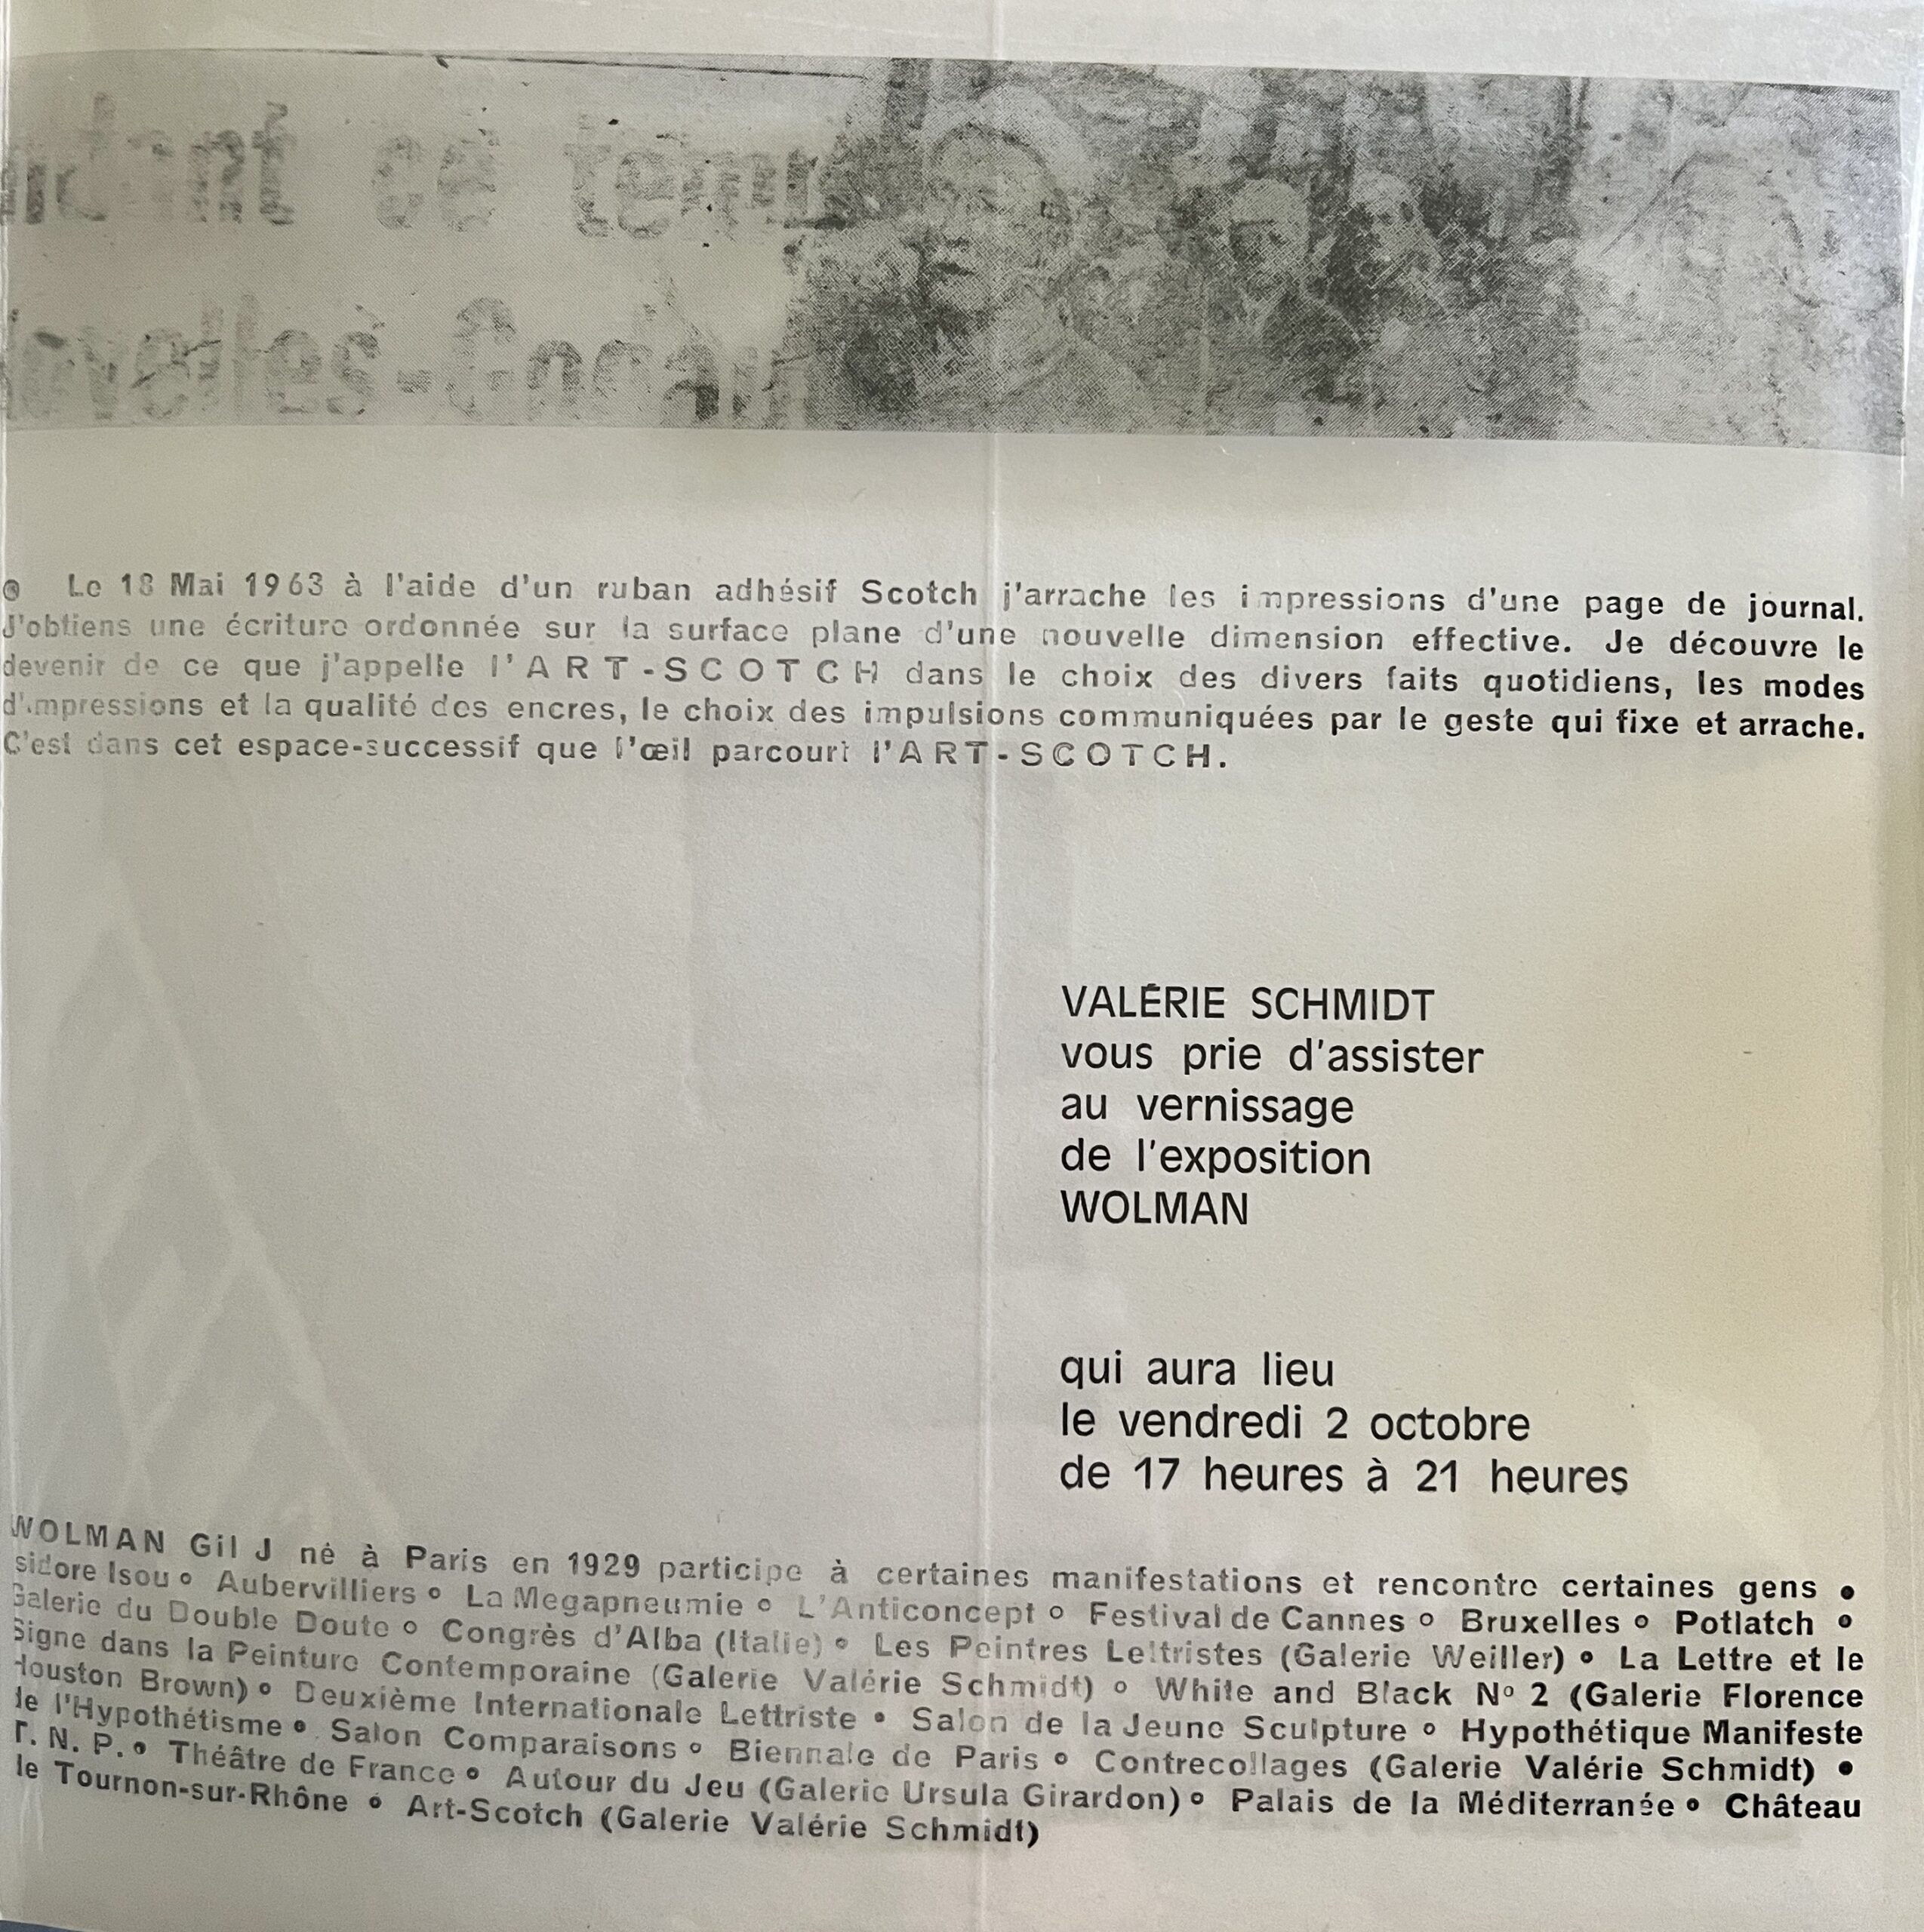 Le 18 Mai 1963 à l'aide d'un ruban adhésif Scotch j'arrache les impressions d'une page de journal.
J'obtiens une écriture ordonnée sur la surface plane d'une nouvelle dimension effective. Je découvre le
devenir de ce que j'appelle l'ART-SCOTCH dans le choix des divers faits quotidiens, les modes
d'impressions et la qualité des encres, le choix des impulsions communiquées par le geste qui fixe et arrache.
C'est dans cet espace-successif que l'œil parcourt l'ART-SCOTCH.
VALÉRIE SCHMIDT
vous prie d'assister
au vernissage
de l'exposition
WOLMAN
qui aura lieu
le vendredi 2 octobre
de 17 heures à 21 heures
WOLMAN Gil J né à Paris en 1929 participe à certaines manifestations et rencontre certaines gens •
sidore Isou • Aubervilliers • La Megapneumie • L'Anticoncept • Festival de Cannes • Bruxelles • Potlatch •
Galerie du Double Doute • Congrès d'Alba (Italie) • Les Peintres Lettristes (Galerie Weiller) • La Lettre et le
Signe dans la Peinture Contemporaine (Galerie Valérie Schmidt) • White and Black Nº 2 (Galerie Florence
Houston Brown) • Deuxième Internationale Lettriste • Salon de la Jeune Sculpture • Hypothétique Manifeste
de l'Hypothétisme • Salon Comparaisons • Biennale de Paris • Contrecollages (Galerie Valérie Schmidt) •
T. N. P. • Théâtre de France • Autour du Jeu (Galerie Ursula Girardon) • Palais de la Méditerranée • Château
de Tournon-sur-Rhône • Art-Scotch (Galerie Valérie Schmidt)